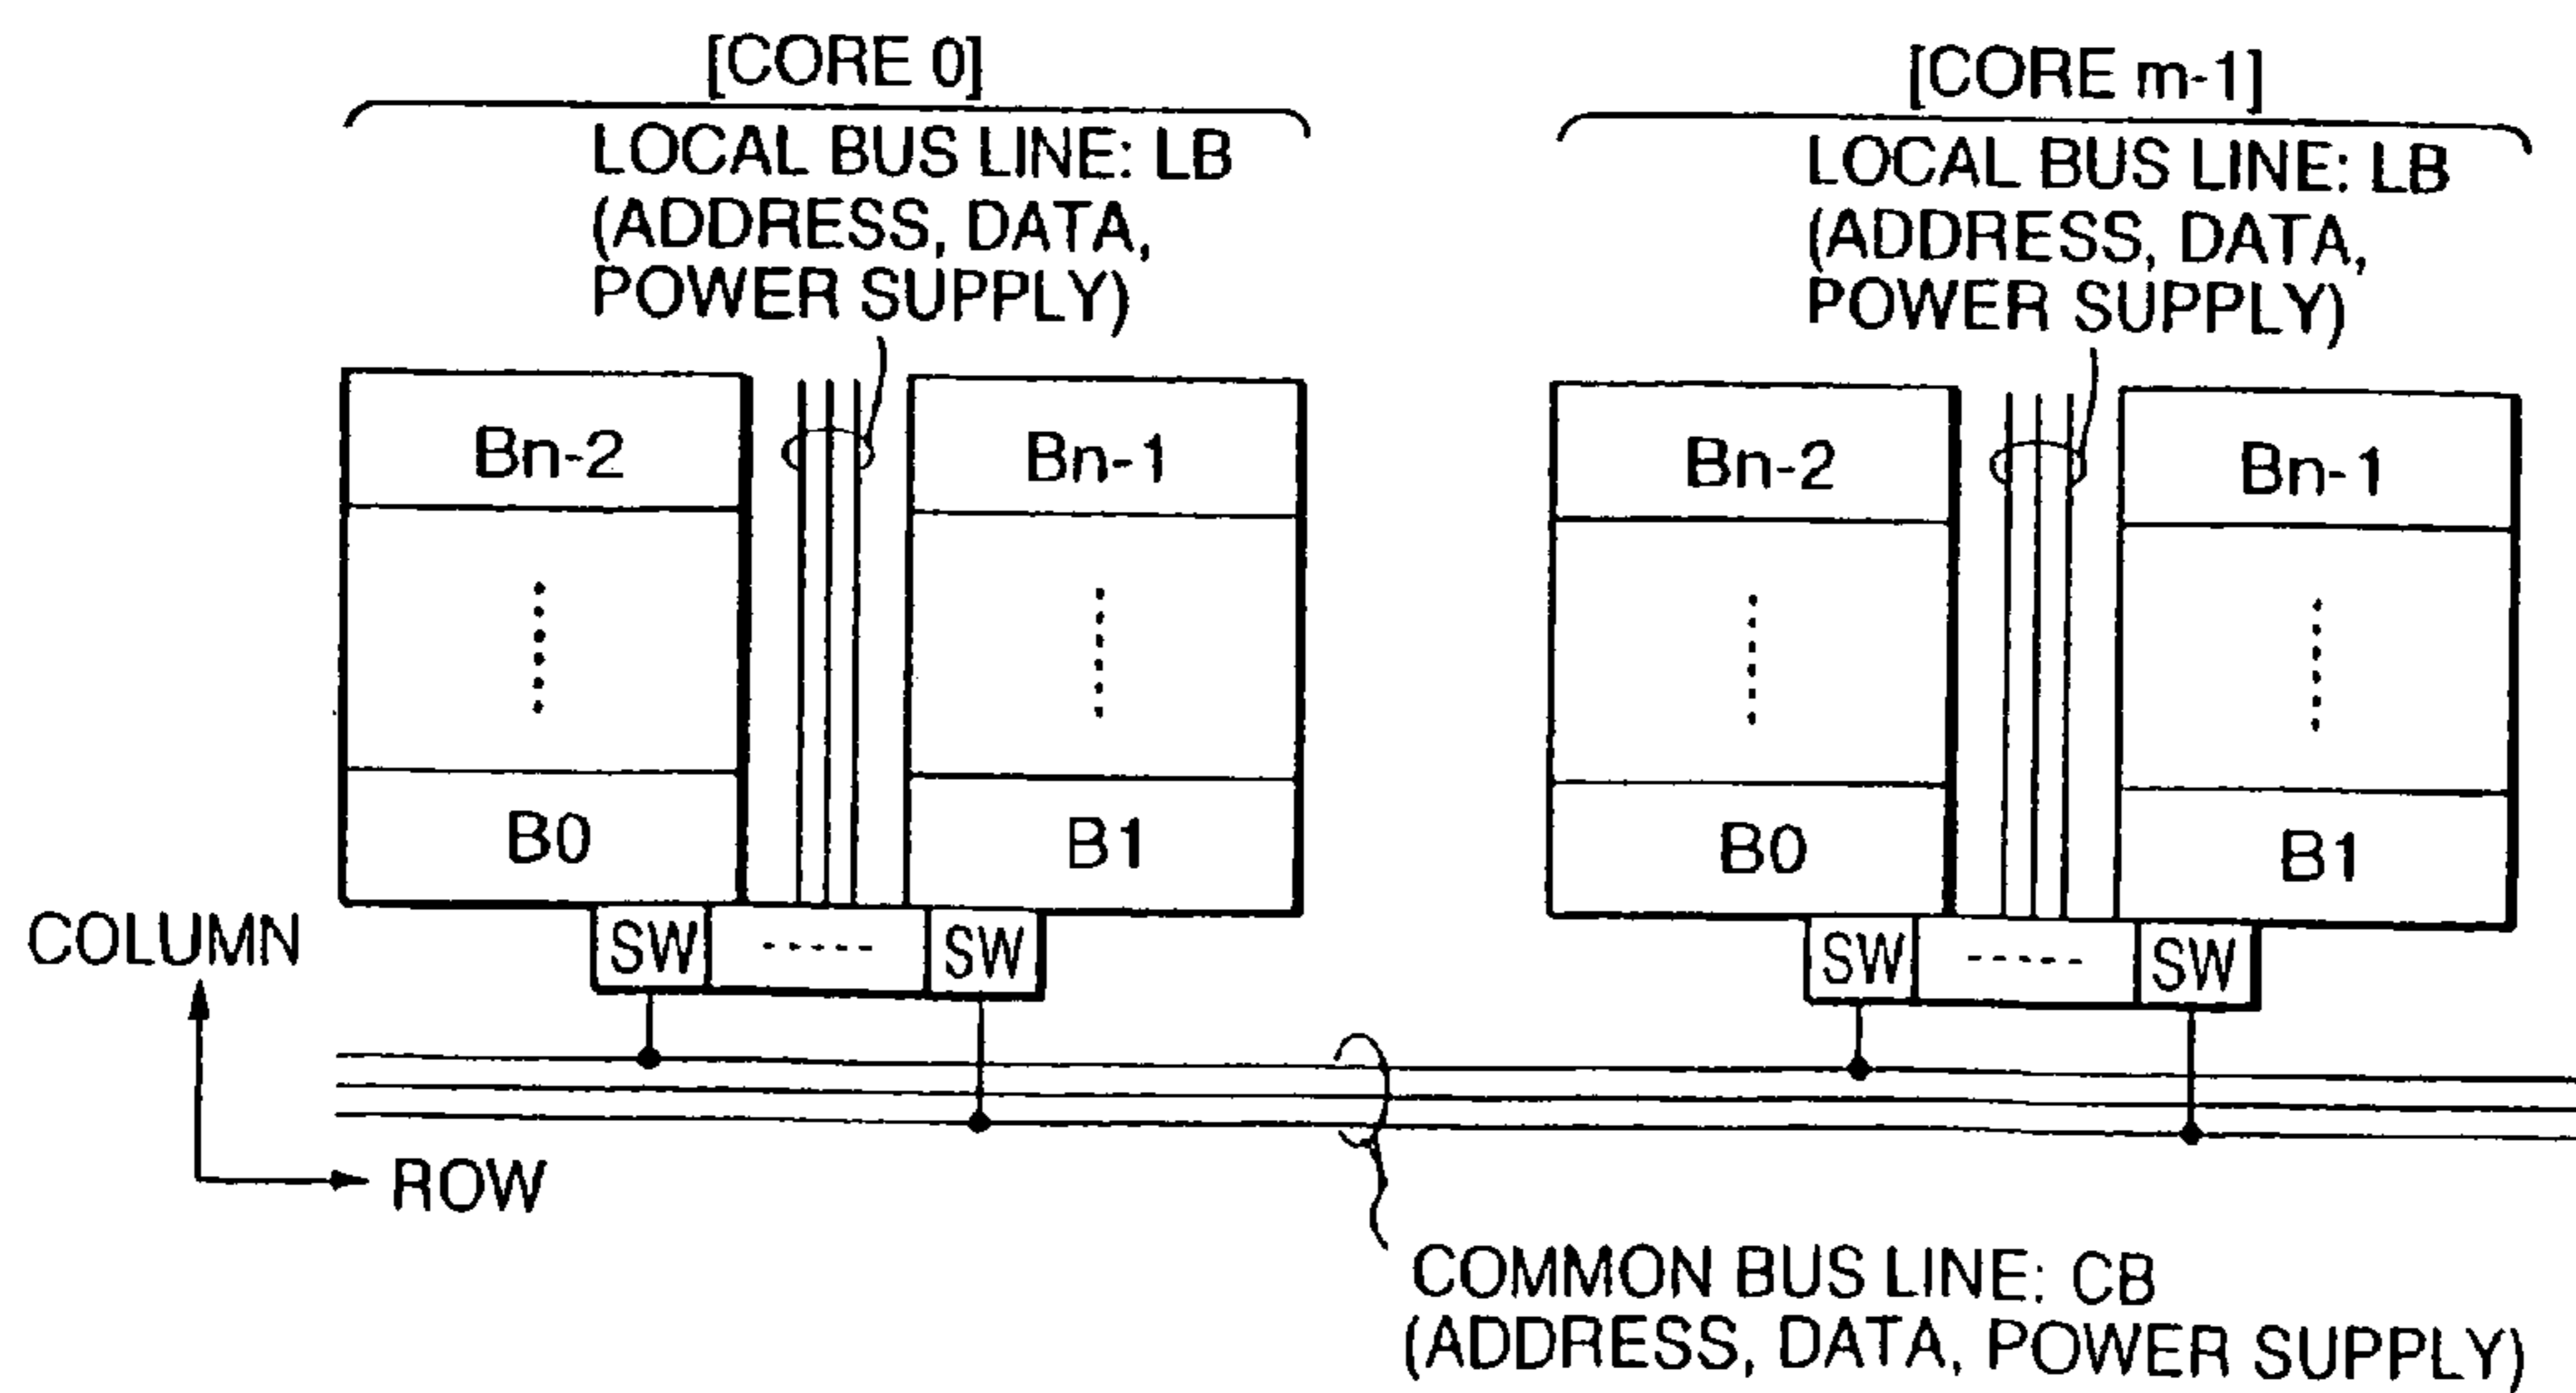 [CORE 0]
LOCAL BUS LINE: LB
(ADDRESS, DATA,
POWER SUPPLY)
Bn-2
Bn-1
B0
B1
SW
SW
[CORE m-1]
LOCAL BUS LINE: LB
(ADDRESS, DATA,
POWER SUPPLY)
Bn-2
Bn-1
B0
B1
SW
SW
COLUMN
ROW
COMMON BUS LINE: CB
(ADDRESS, DATA, POWER SUPPLY)